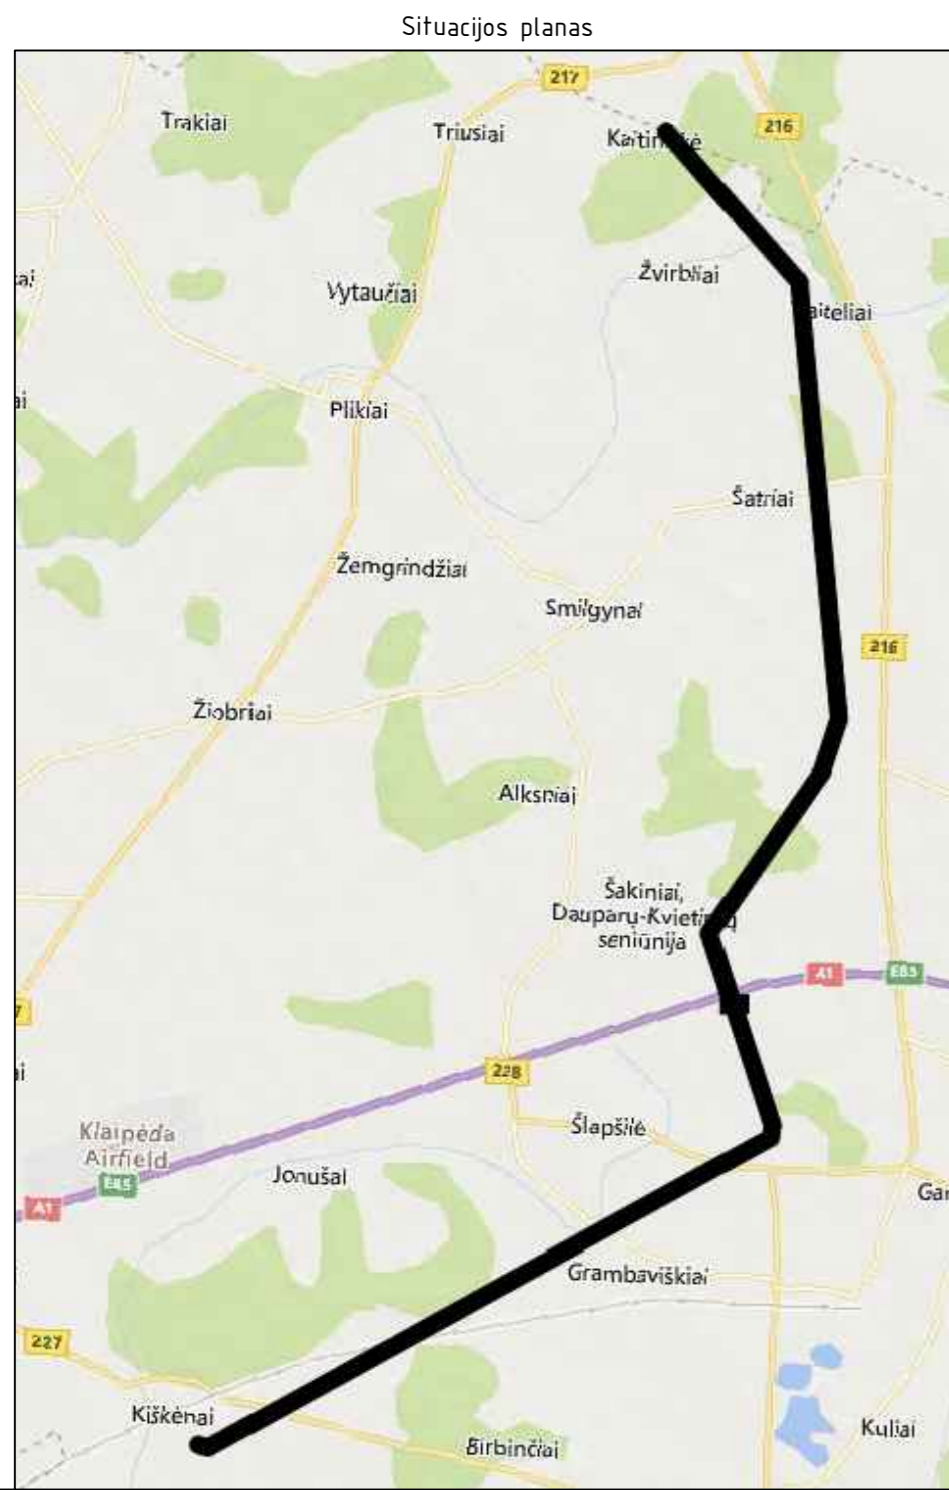 Situacijos planas
217
Trakiai
Triusiai
216
Žvirbliai
Vytaučiai
Plikiai
Šatriai
Žemgrindžiai
Smilgynai
216
Žiobriai
Alksniai
Šakiniai,
seniūnija
A1
E85
228
Šlapšilė
Klaipėda
Airfield
E85
Jonušai
A1
Grambaviškiai
227
Kiškėnai
Kuliai
Birbinčiai